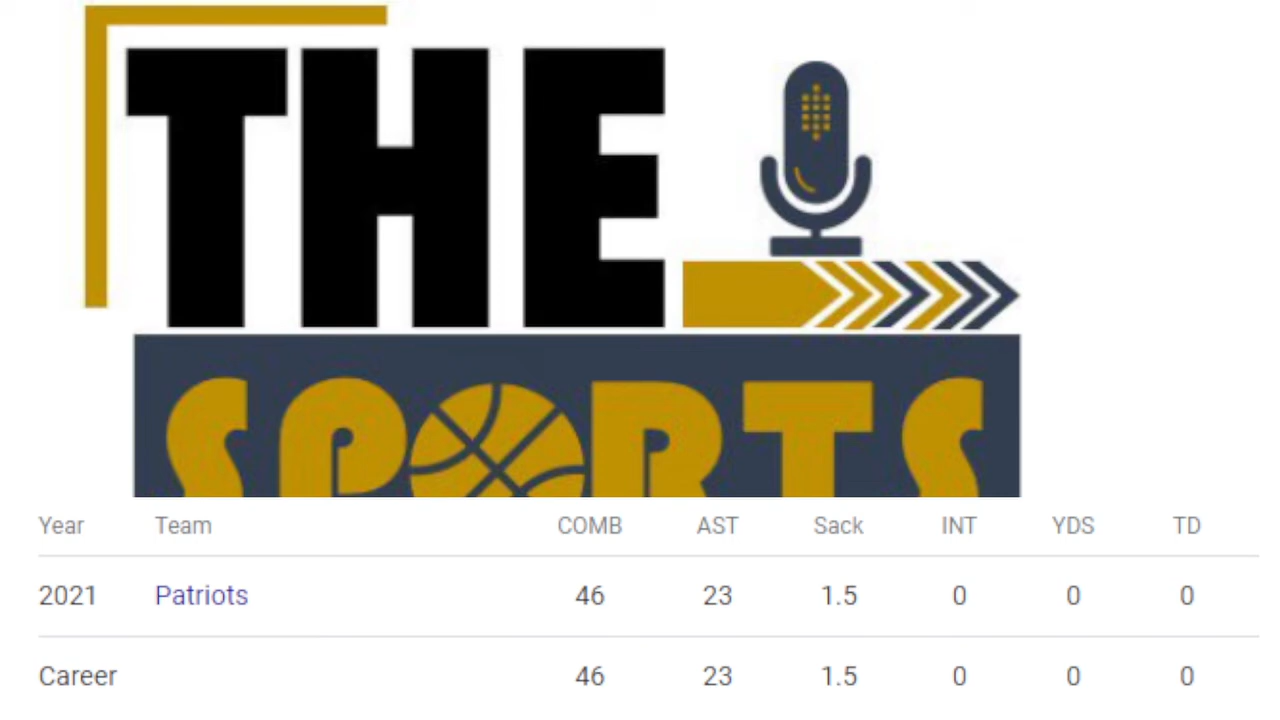 THE
SPORTS
Year Team COMB AST Sack INT YDS TD
2021 Patriots 46 23 1.5 0 0 0
Career 46 23 1.5 0 0 0